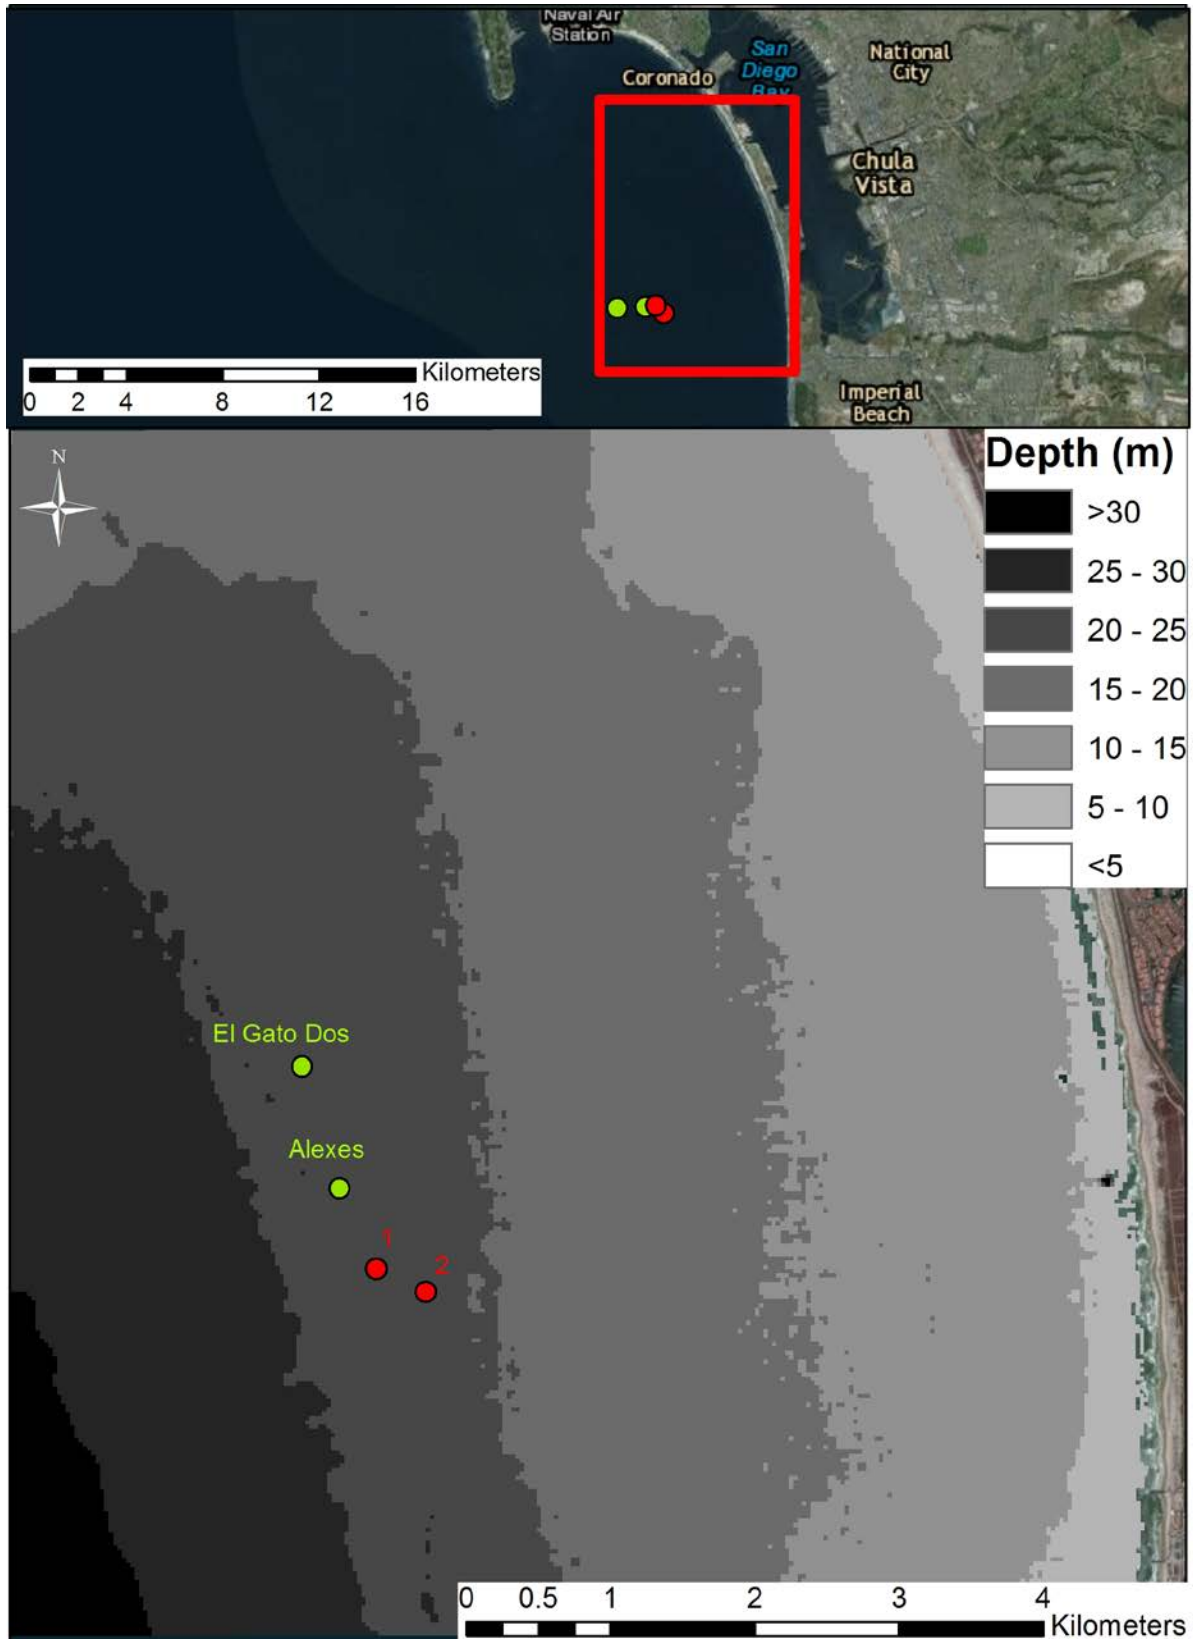 Naval Air
Station
Coronado
San
Diego
Bay
National
City
Chula
Vista
Imperial
Beach
Kilometers
0 2 4 8 12 16
N
Depth (m)
>30
25 - 30
20 - 25
15 - 20
10 - 15
5 - 10
<5
El Gato Dos
Alexes
1
2
0 0.5 1 2 3 4
Kilometers